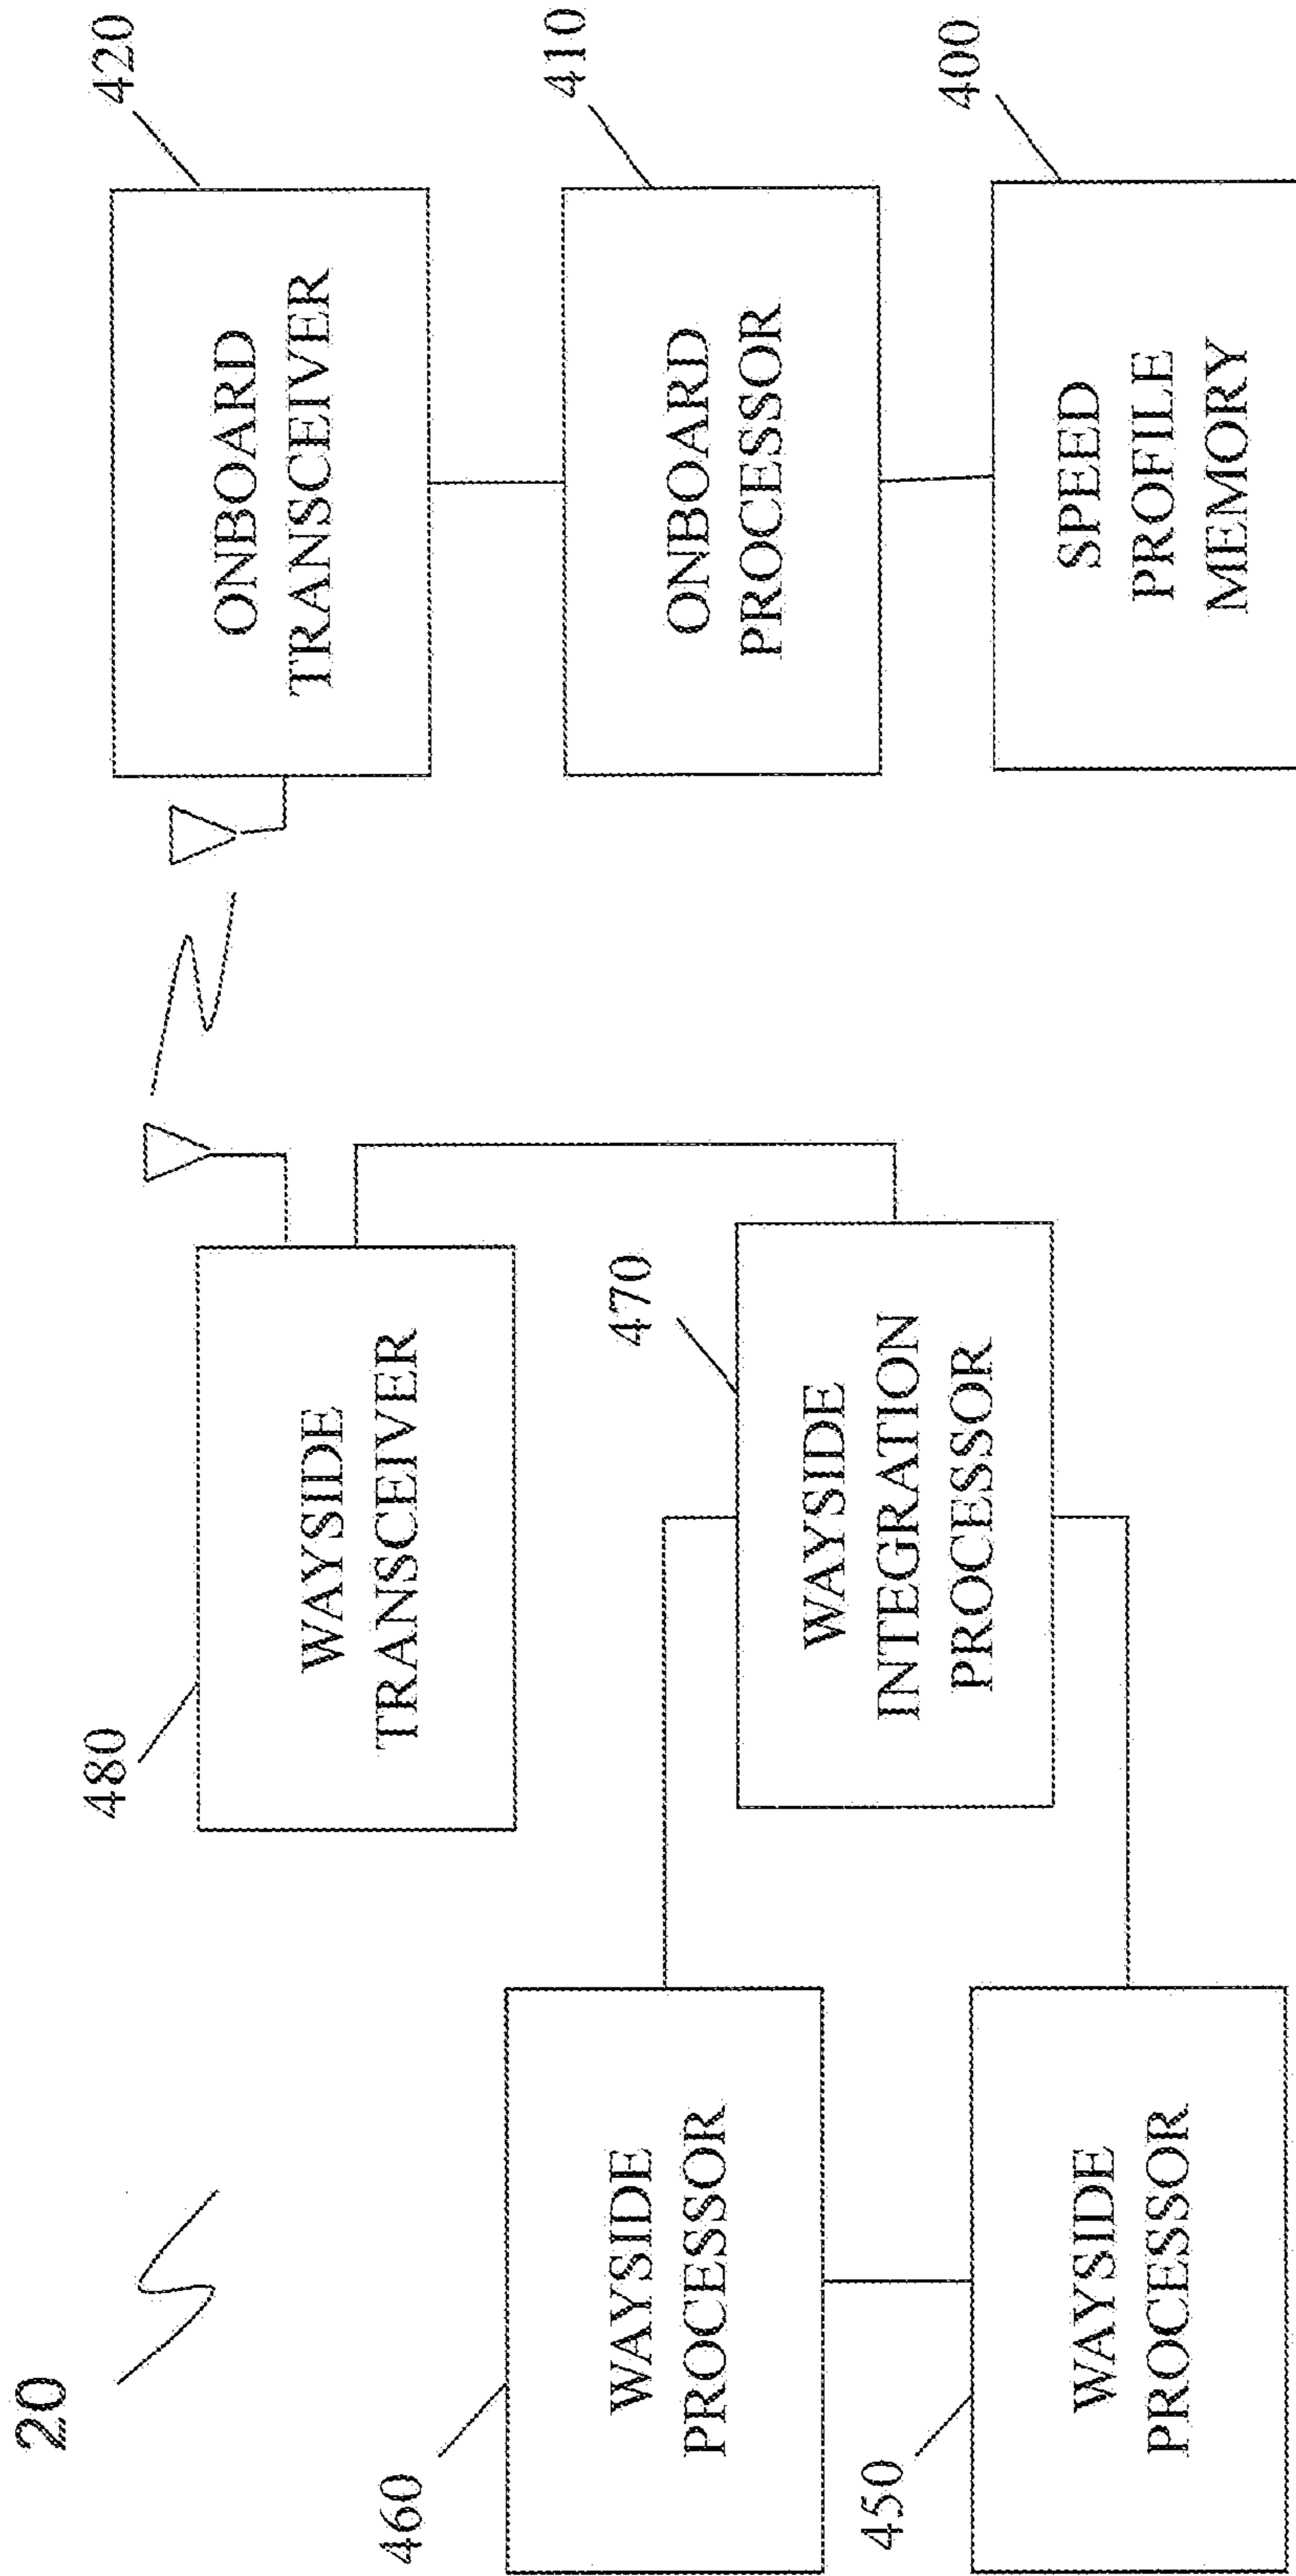 20
460
WAYSIDE
PROCESSOR
450
WAYSIDE
PROCESSOR
480
WAYSIDE
TRANSCEIVER
470
WAYSIDE
INTEGRATION
PROCESSOR
420
ONBOARD
TRANSCEIVER
410
ONBOARD
PROCESSOR
400
SPEED
PROFILE
MEMORY